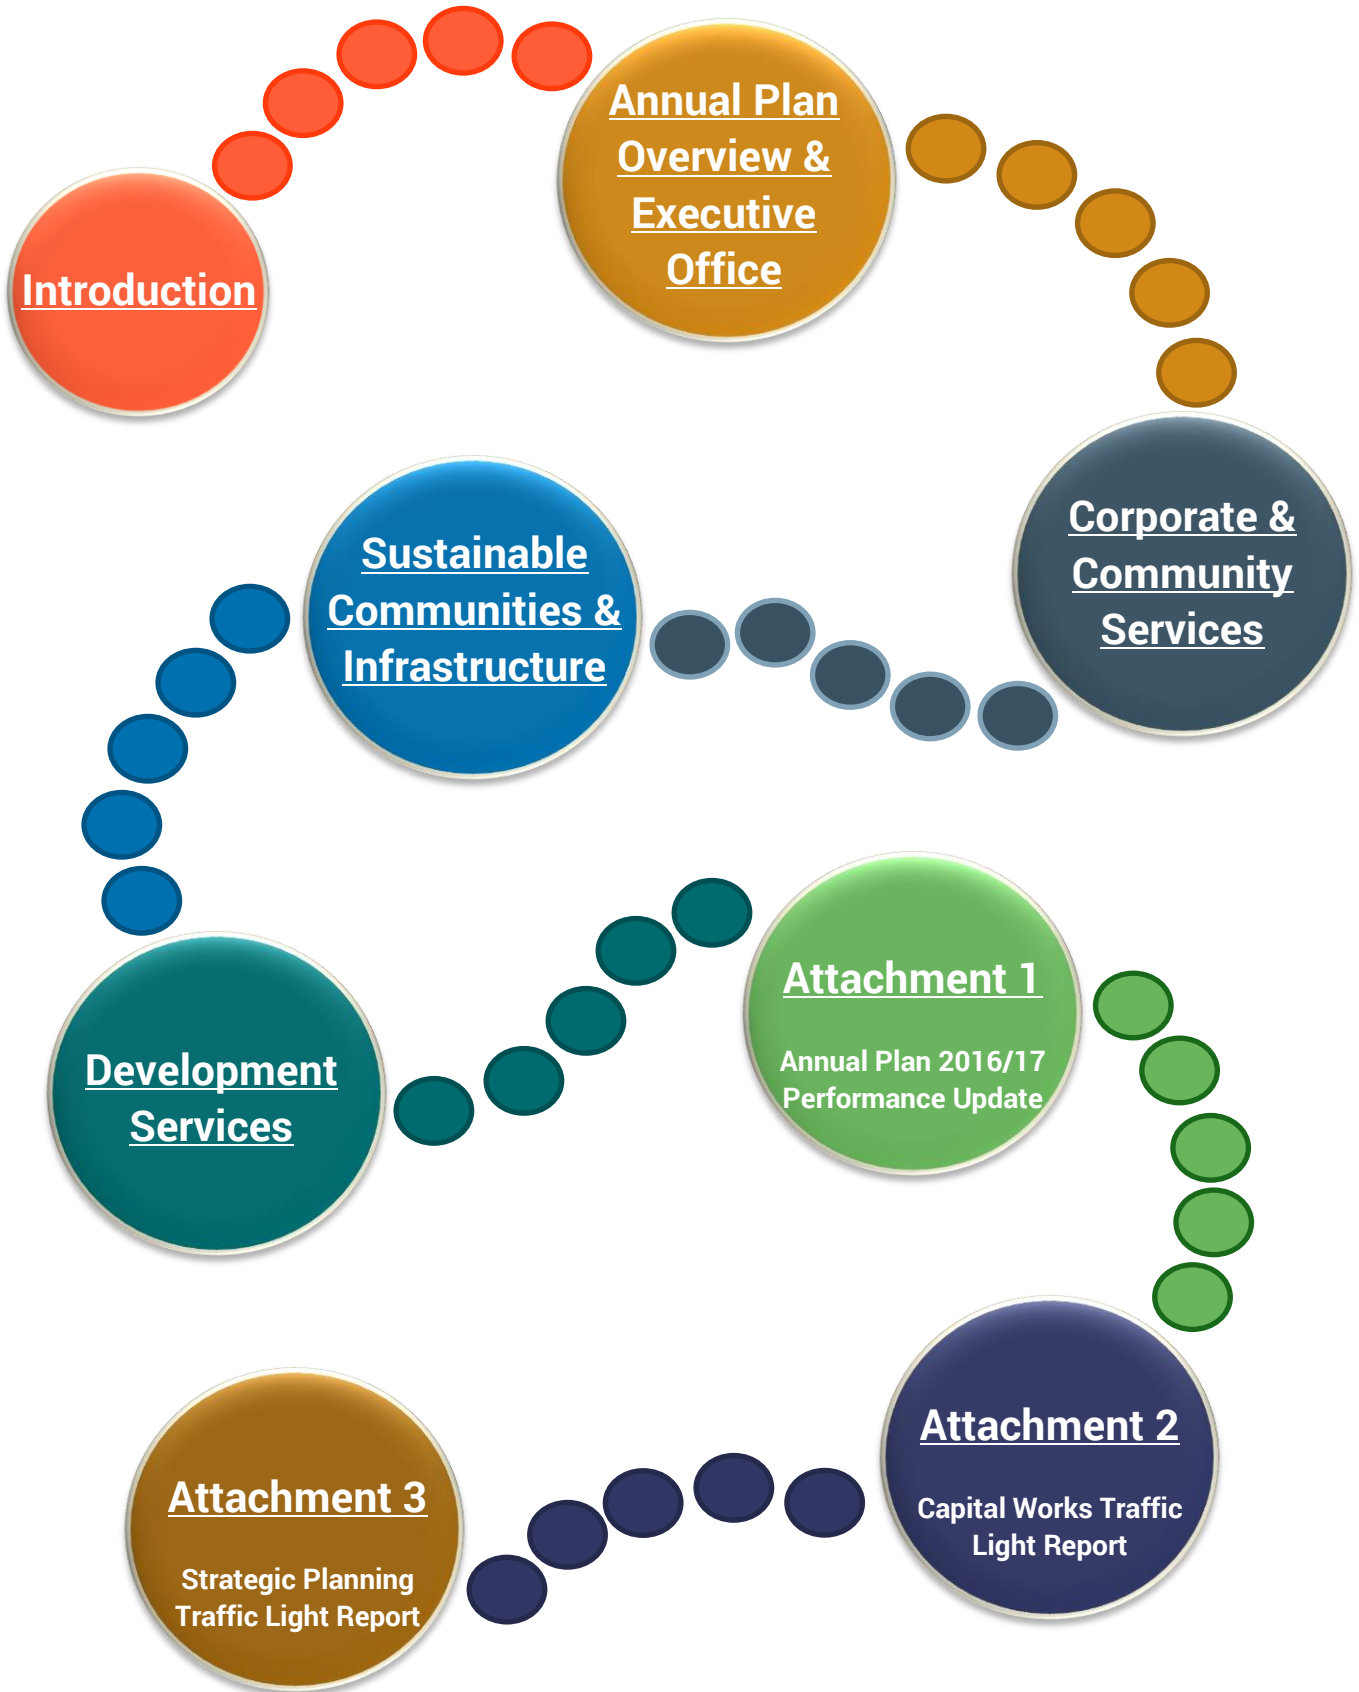 Introduction
Annual Plan
Overview &
Executive
Office
Corporate &
Community
Services
Sustainable
Communities &
Infrastructure
Development
Services
Attachment 1
Annual Plan 2016/17
Performance Update
Attachment 2
Capital Works Traffic
Light Report
Attachment 3
Strategic Planning
Traffic Light Report